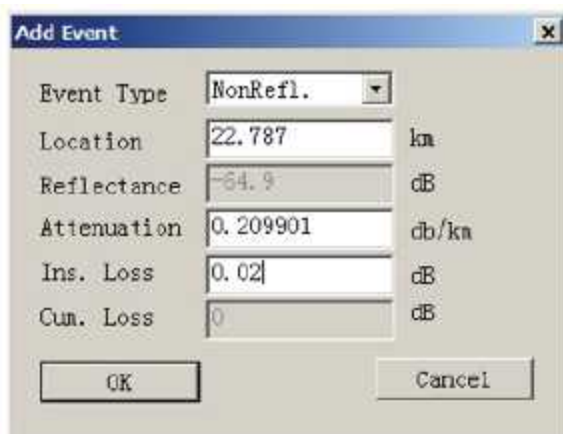 Add Event
Event Type NonRefl.
Location 22.787 km
Reflectance -64.9 dB
Attenuation 0.209901 db/km
Ins. Loss 0.02 dB
Cum. Loss 0 dB
OK Cancel